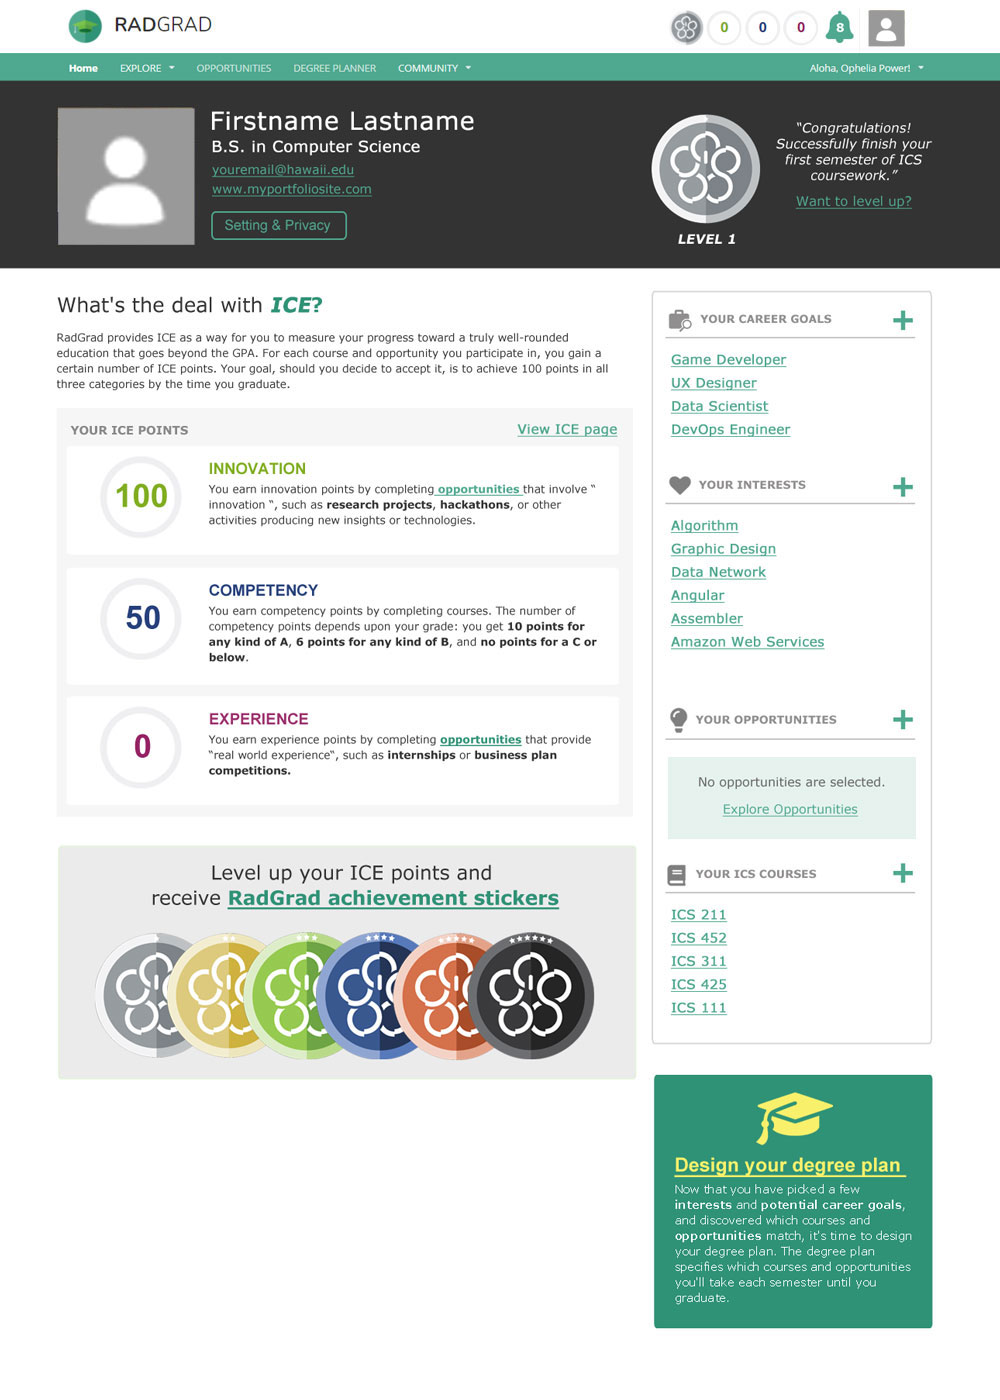 RADGRAD
0 0 0 8
Home EXPLORE OPPORTUNITIES DEGREE PLANNER COMMUNITY Aloha, Ophelia Power!
Firstname Lastname
B.S. in Computer Science
youremail@hawaii.edu
www.myportfoliosite.com
Setting & Privacy
LEVEL 1
“Congratulations!
Successfully finish your
first semester of ICS
coursework.”
Want to level up?
What's the deal with ICE?
RadGrad provides ICE as a way for you to measure your progress toward a truly well-rounded
education that goes beyond the GPA. For each course and opportunity you participate in, you gain a
certain number of ICE points. Your goal, should you decide to accept it, is to achieve 100 points in all
three categories by the time you graduate.
YOUR ICE POINTS View ICE page
100
INNOVATION
You earn innovation points by completing opportunities that involve “
innovation “, such as research projects, hackathons, or other
activities producing new insights or technologies.
50
COMPETENCY
You earn competency points by completing courses. The number of
competency points depends upon your grade: you get 10 points for
any kind of A, 6 points for any kind of B, and no points for a C or
below.
0
EXPERIENCE
You earn experience points by completing opportunities that provide
“real world experience“, such as internships or business plan
competitions.
Level up your ICE points and
receive RadGrad achievement stickers
YOUR CAREER GOALS
Game Developer
UX Designer
Data Scientist
DevOps Engineer
YOUR INTERESTS
Algorithm
Graphic Design
Data Network
Angular
Assembler
Amazon Web Services
YOUR OPPORTUNITIES
No opportunities are selected.
Explore Opportunities
YOUR ICS COURSES
ICS 211
ICS 452
ICS 311
ICS 425
ICS 111
Design your degree plan
Now that you have picked a few
interests and potential career goals,
and discovered which courses and
opportunities match, it's time to design
your degree plan. The degree plan
specifies which courses and opportunities
you'll take each semester until you
graduate.